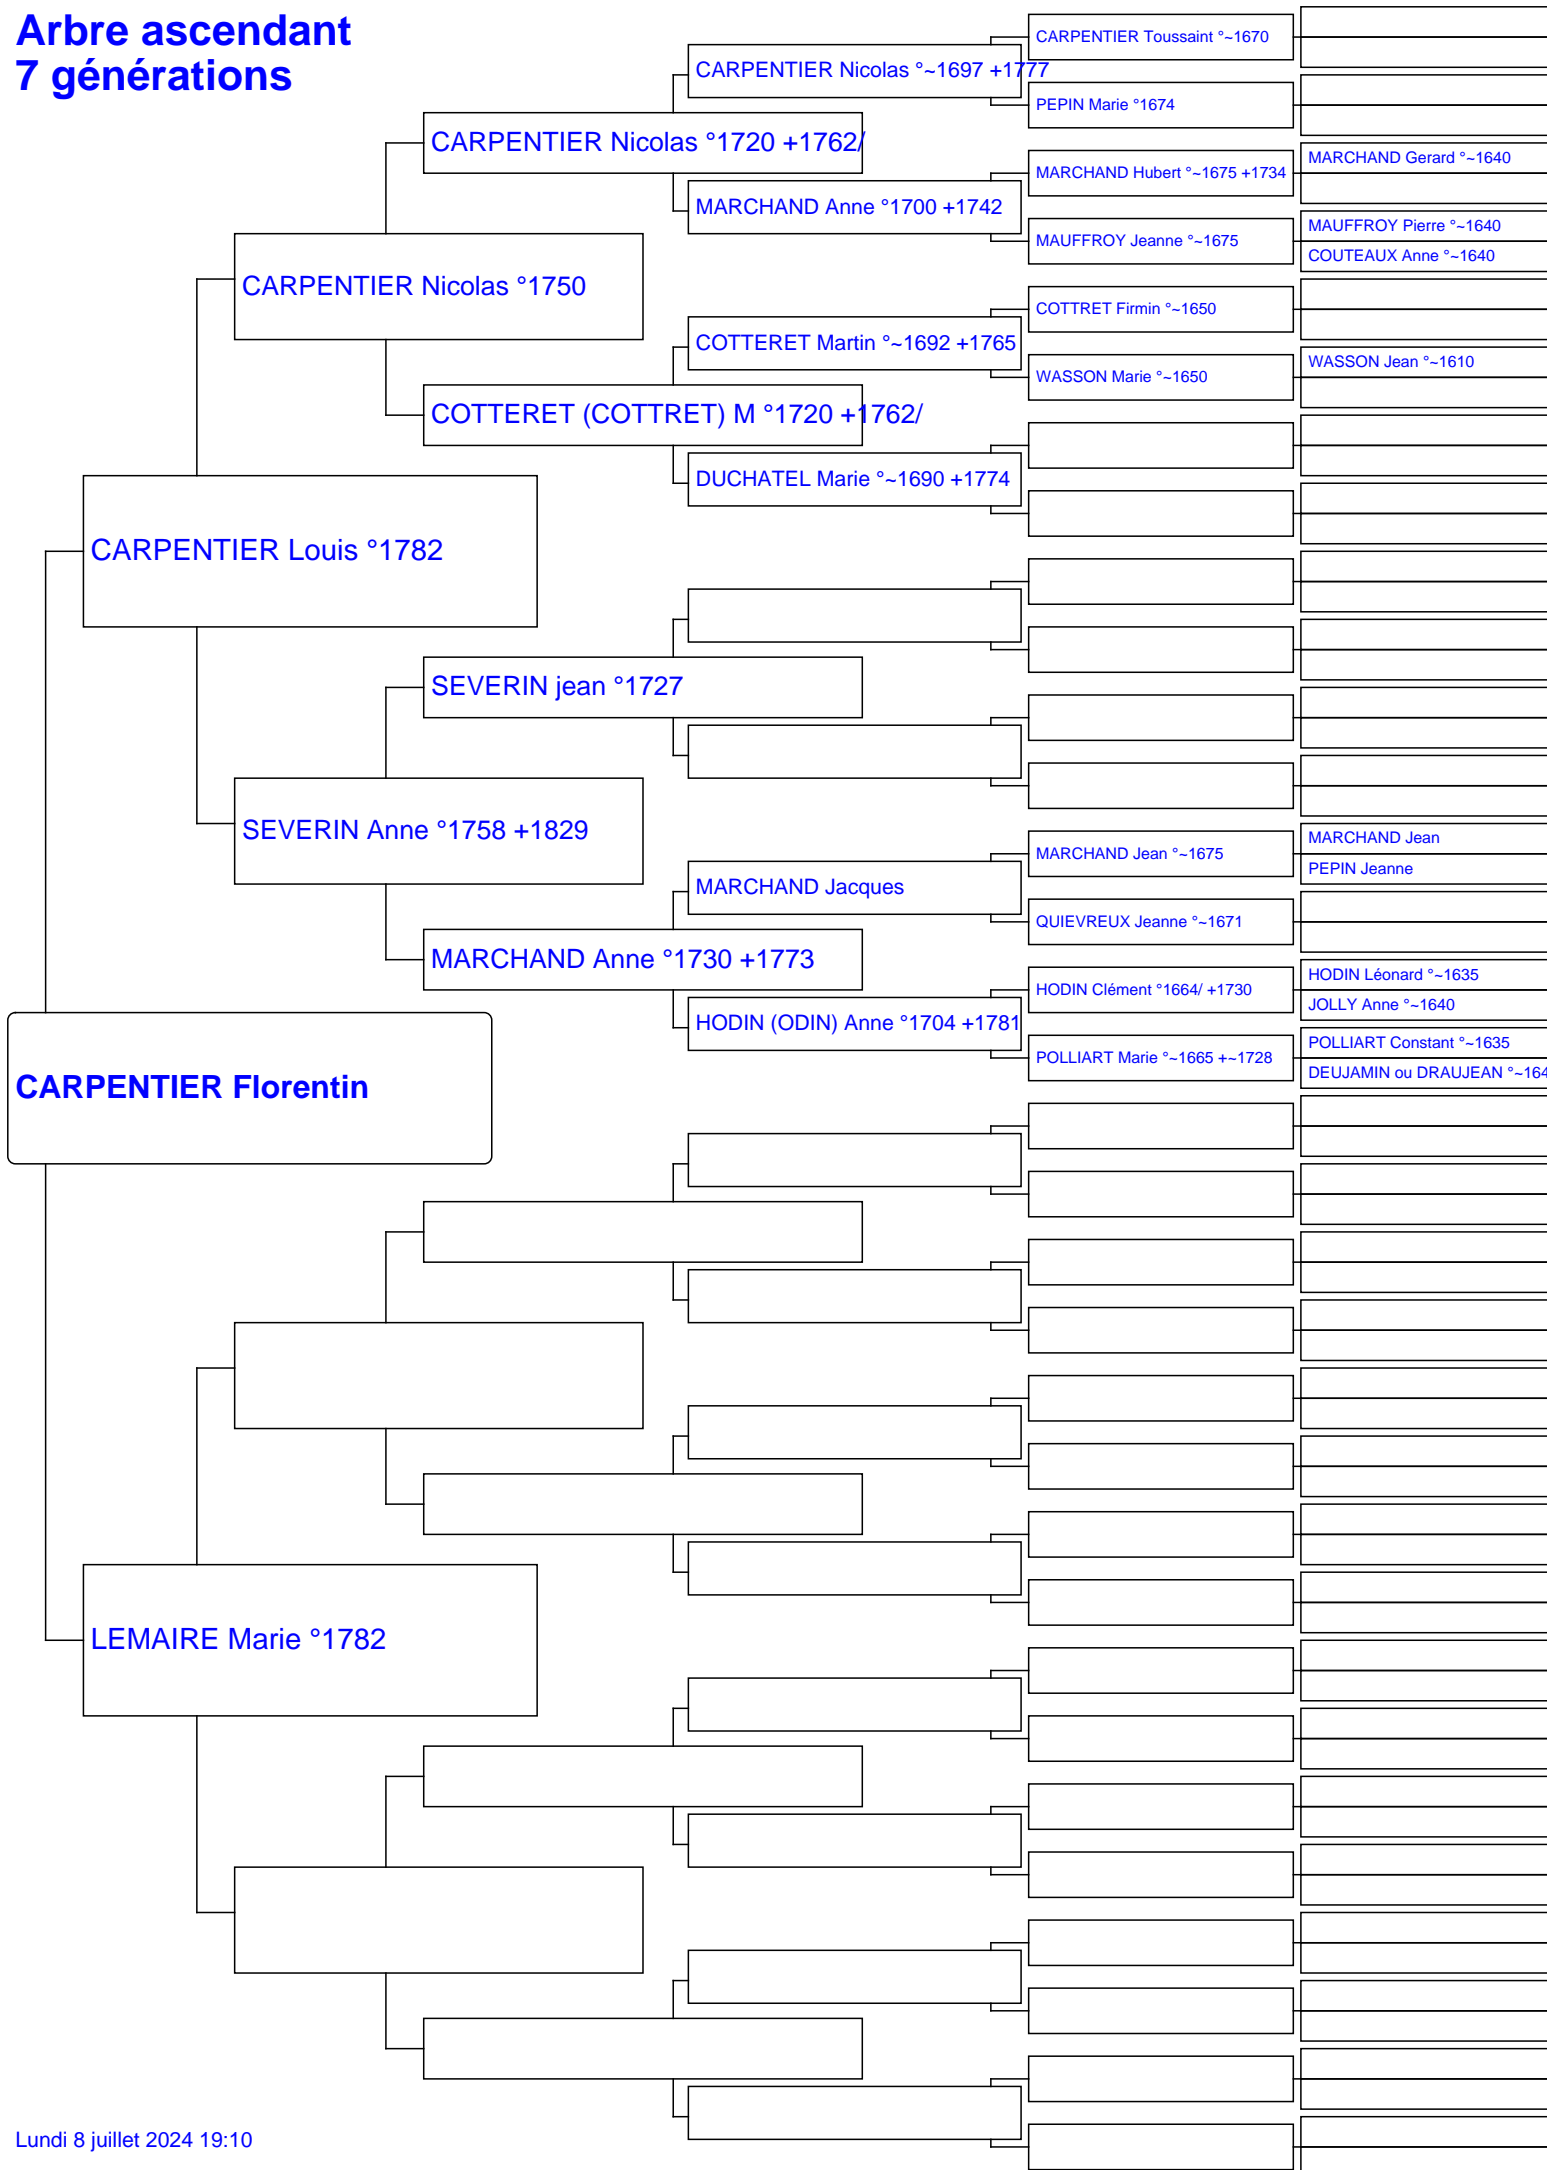 Arbre ascendant
7 générations
CARPENTIER Toussaint °~1670
CARPENTIER Nicolas °~1697 +1777
PEPIN Marie °1674
CARPENTIER Nicolas °1720 +1762/
MARCHAND Gerard °~1640
MARCHAND Hubert °~1675 +1734
MARCHAND Anne °1700 +1742
MAUFFROY Pierre °~1640
MAUFFROY Jeanne °~1675
COUTEAUX Anne °~1640
CARPENTIER Nicolas °1750
COTTRET Firmin °~1650
COTTERET Martin °~1692 +1765
WASSON Jean °~1610
WASSON Marie °~1650
COTTERET (COTTRET) M °1720 +1762/
DUCHATEL Marie °~1690 +1774
CARPENTIER Louis °1782
SEVERIN jean °1727
SEVERIN Anne °1758 +1829
MARCHAND Jean
MARCHAND Jean °~1675
PEPIN Jeanne
MARCHAND Jacques
QUIEVREUX Jeanne °~1671
MARCHAND Anne °1730 +1773
HODIN Léonard °~1635
HODIN Clément °1664/ +1730
JOLLY Anne °~1640
HODIN (ODIN) Anne °1704 +1781
POLLIART Constant °~1635
POLLIART Marie °~1665 +~1728
DEUJAMIN ou DRAUJEAN °~164
CARPENTIER Florentin
LEMAIRE Marie °1782
Lundi 8 juillet 2024 19:10